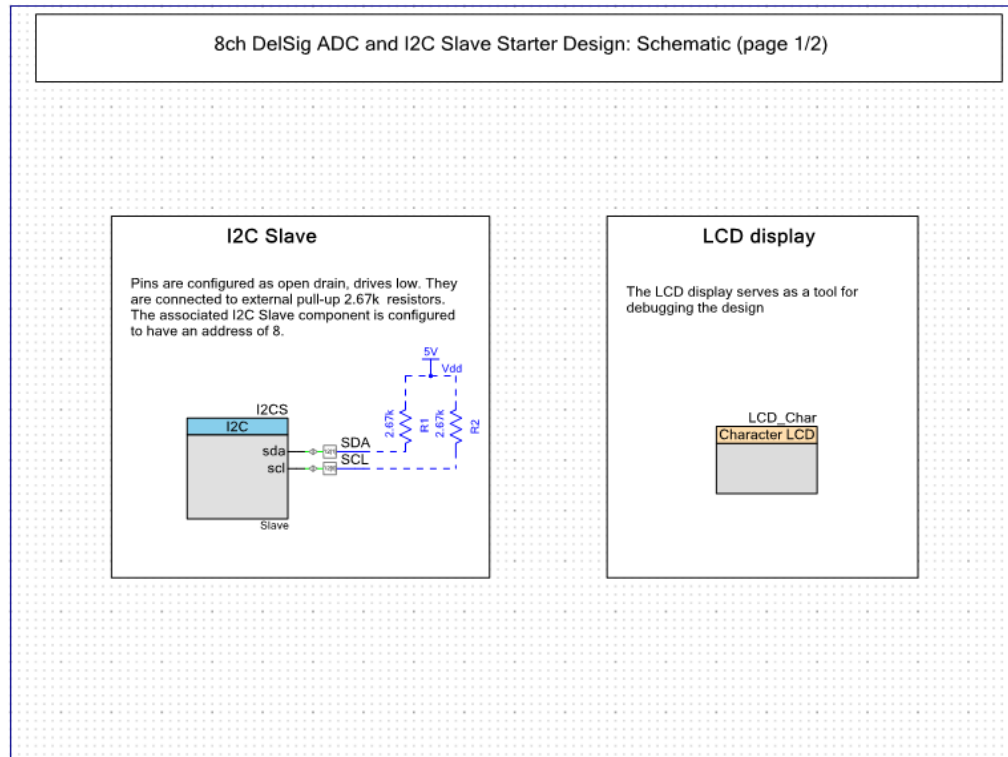 8ch DelSig ADC and I2C Slave Starter Design: Schematic (page 1/2)
I2C Slave
Pins are configured as open drain, drives low. They
are connected to external pull-up 2.67k resistors.
The associated I2C Slave component is configured
to have an address of 8.
5V
Vdd
2.67k
R1
2.67k
R2
I2CS
I2C
sda
SDA
scl
SCL
Slave
LCD display
The LCD display serves as a tool for
debugging the design
LCD_Char
Character LCD